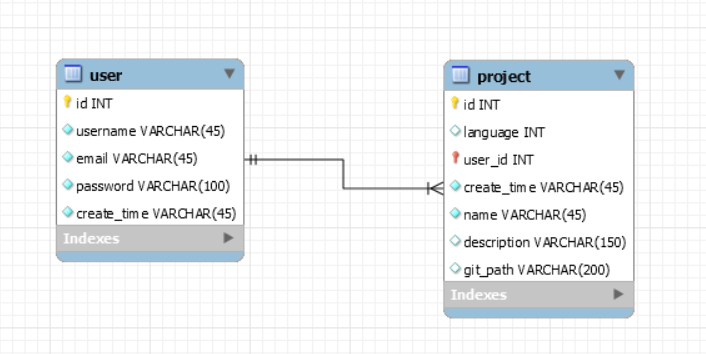 user
id INT
username VARCHAR(45)
email VARCHAR(45)
password VARCHAR(100)
create_time VARCHAR(45)
Indexes
project
id INT
language INT
user_id INT
create_time VARCHAR(45)
name VARCHAR(45)
description VARCHAR(150)
git_path VARCHAR(200)
Indexes